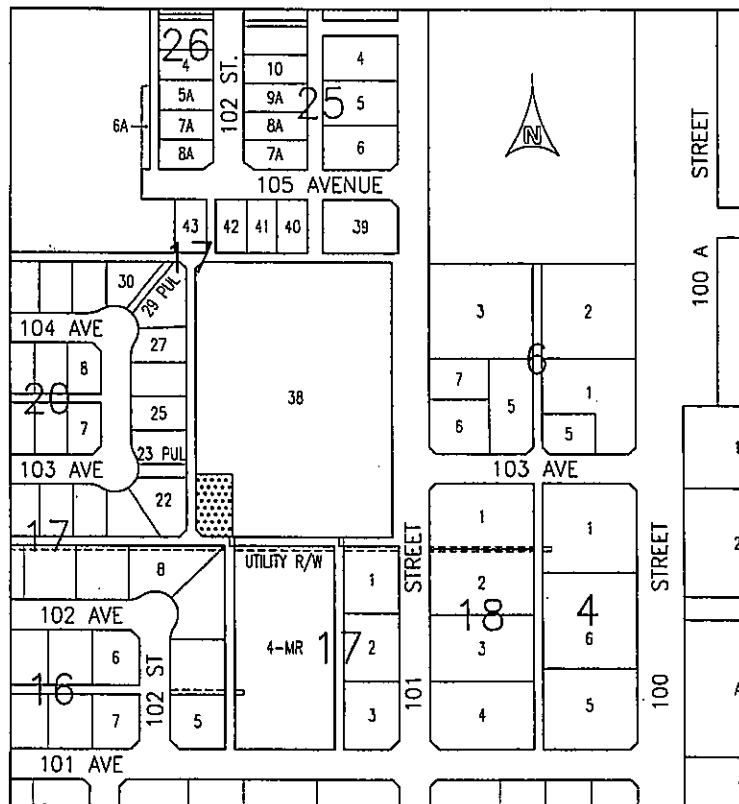 26
4
10
4
102 ST.
5A
9A
25
5
6A
7A
8A
6
8A
7A
N
STREET
105 AVENUE
43
42
41
40
39
17
100 A
30
29 PUL
104 AVE
3
2
27
6
8
7
38
1
20
5
25
6
5
7
23 PUL
103 AVE
103 AVE
22
1
1
17
STREET
STREET
UTILITY R/W
8
1
2
102 AVE
18
4
4-MR
17
2
3
6
6
102 ST
16
101
100
7
5
3
4
5
101 AVE